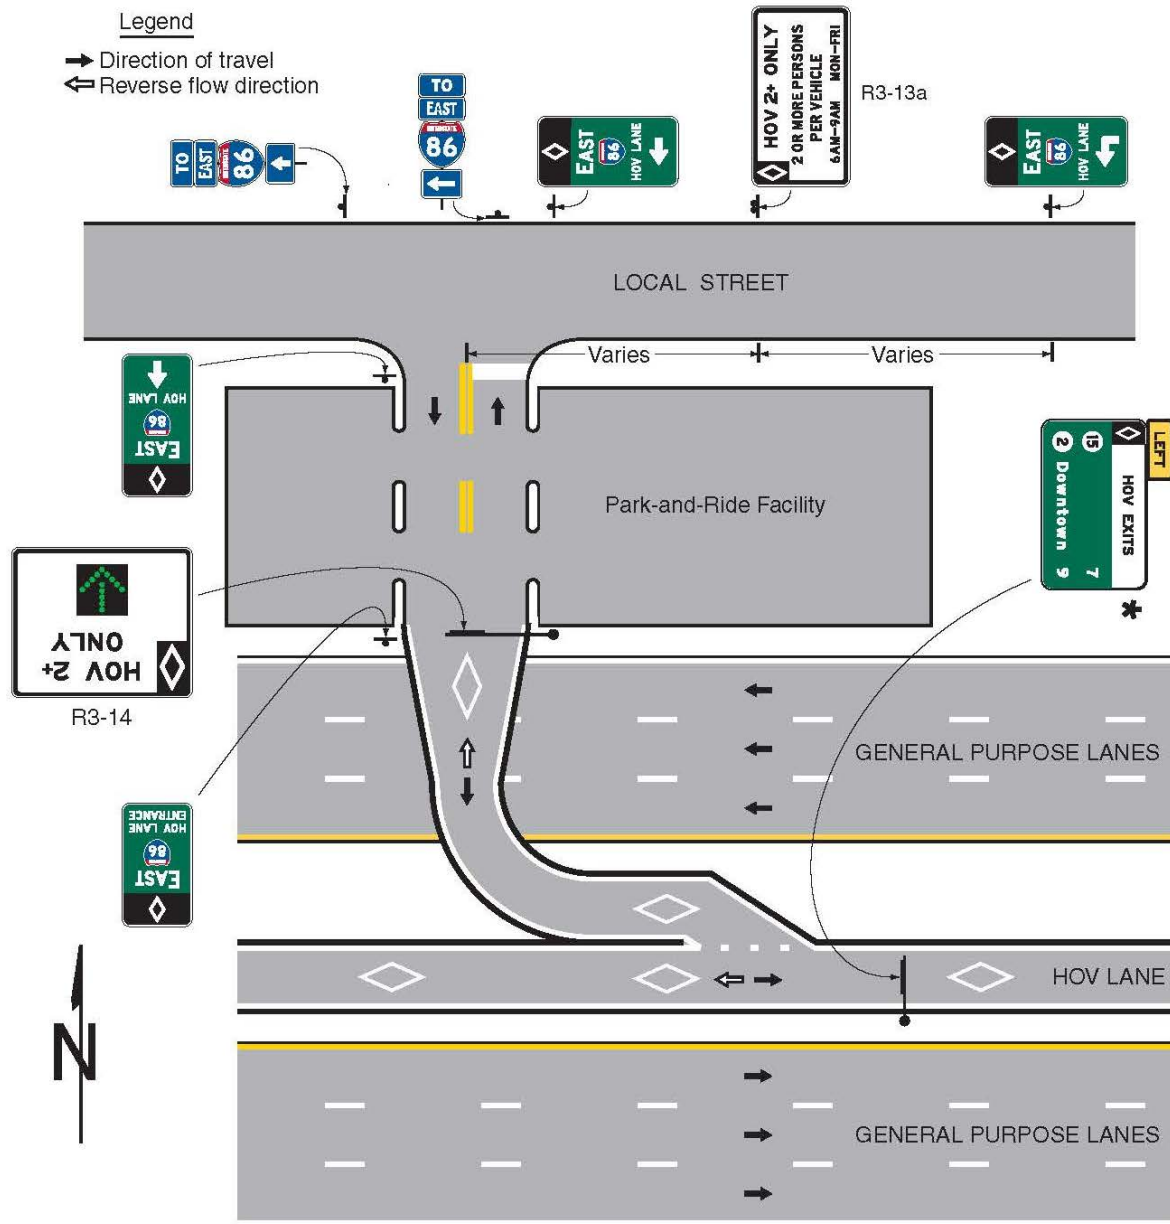 Legend
Direction of travel
Reverse flow direction
TO
EAST
INTERSTATE
86
TO
EAST
INTERSTATE
86
EAST
86
HOV LANE
HOV 2+ ONLY
2 OR MORE PERSONS
PER VEHICLE
6AM–9AM MON–FRI
R3-13a
EAST
86
HOV LANE
LOCAL STREET
Varies
Varies
EAST
86
HOV LANE
LEFT
HOV EXITS
15 7
2 Downtown 9
*
Park-and-Ride Facility
HOV 2+
ONLY
R3-14
GENERAL PURPOSE LANES
EAST
86
HOV LANE
ENTRANCE
HOV LANE
N
GENERAL PURPOSE LANES